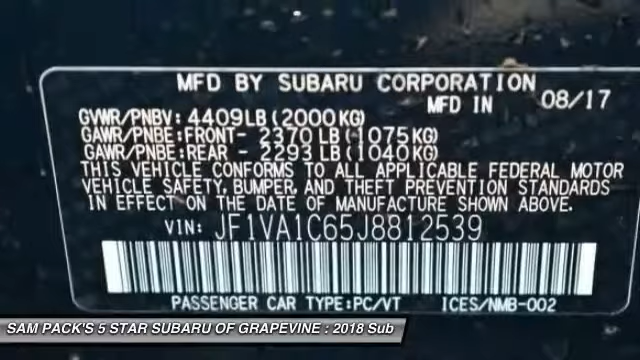 MFD BY SUBARU CORPORATION
MFD IN 08/17
GVWR/PNBV: 4409LB (2000KG)
GAWR/PNBE:FRONT- 2370 LB (1075KG)
GAWR/PNBE:REAR - 2293 LB (1040KG)
THIS VEHICLE CONFORMS TO ALL APPLICABLE FEDERAL MOTOR
VEHICLE SAFETY, BUMPER, AND THEFT PREVENTION STANDARDS
IN EFFECT ON THE DATE OF MANUFACTURE SHOWN ABOVE.
VIN: JF1VA1C65J8812539
PASSENGER CAR TYPE:PC/VT ICES/NMB-002
SAM PACK'S 5 STAR SUBARU OF GRAPEVINE : 2018 Sub